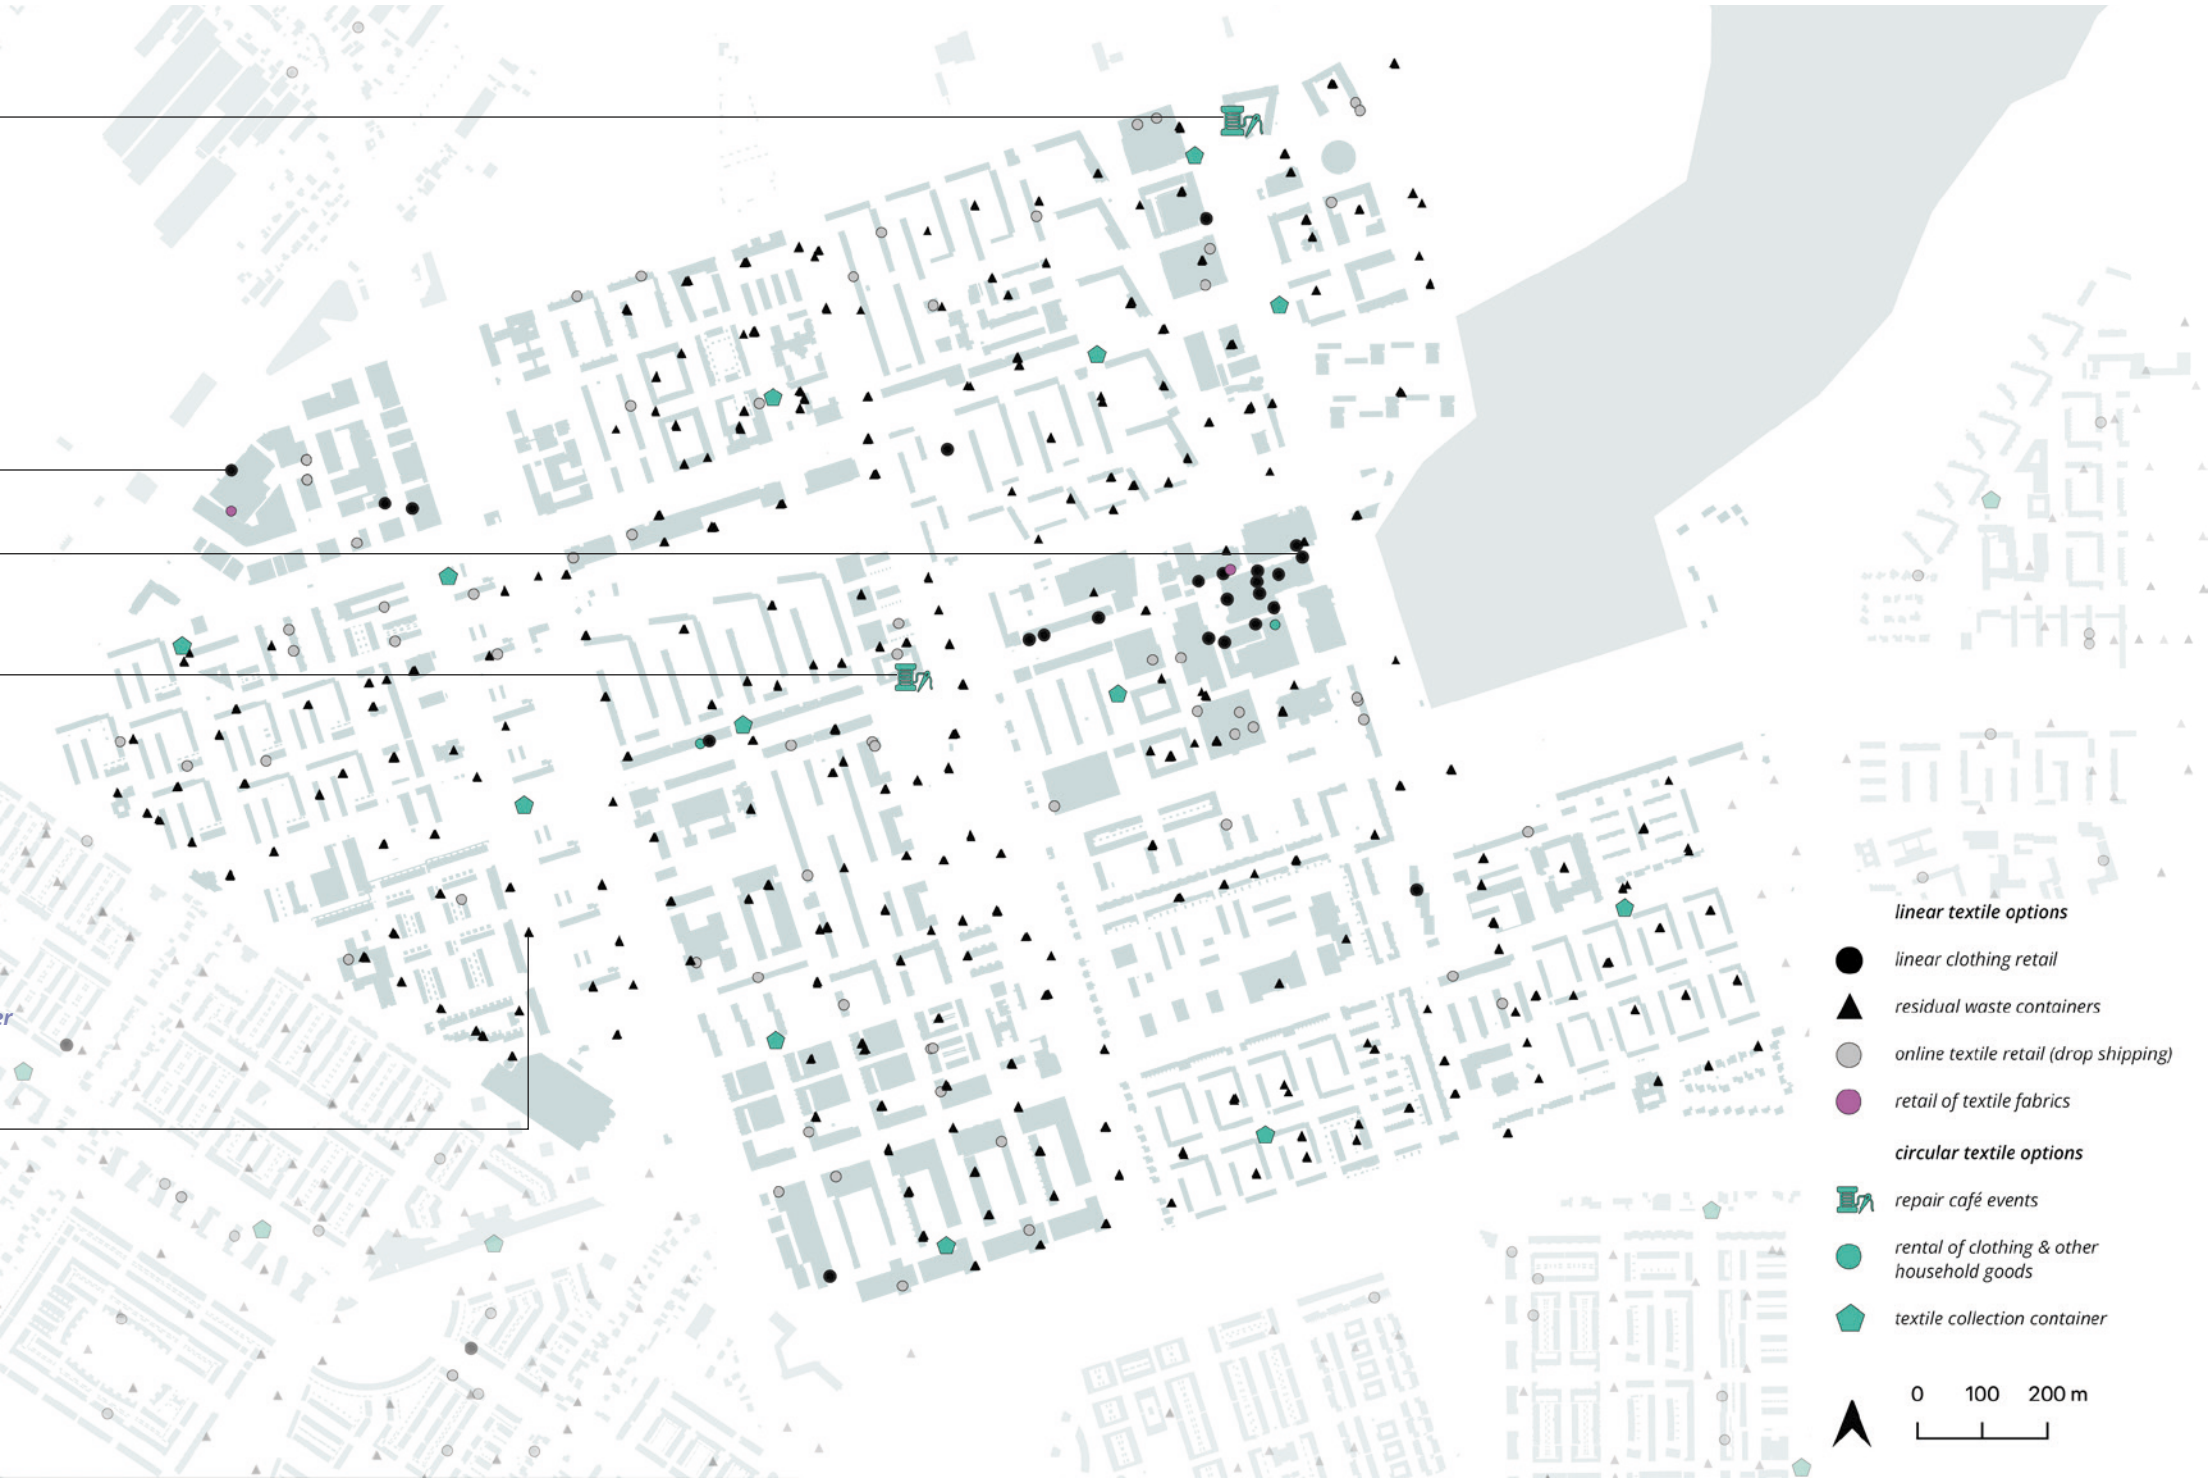 er
linear textile options
linear clothing retail
residual waste containers
online textile retail (drop shipping)
retail of textile fabrics
circular textile options
repair café events
rental of clothing & other
household goods
textile collection container
0 100 200 m